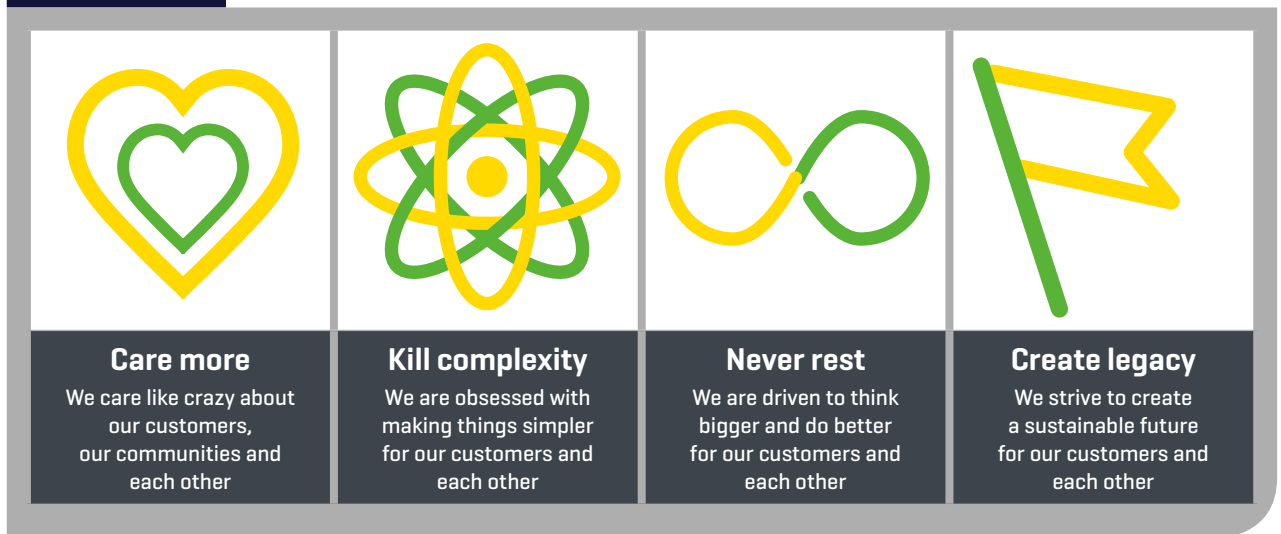 Care more
We care like crazy about
our customers,
our communities and
each other
Kill complexity
We are obsessed with
making things simpler
for our customers and
each other
Never rest
We are driven to think
bigger and do better
for our customers and
each other
Create legacy
We strive to create
a sustainable future
for our customers and
each other